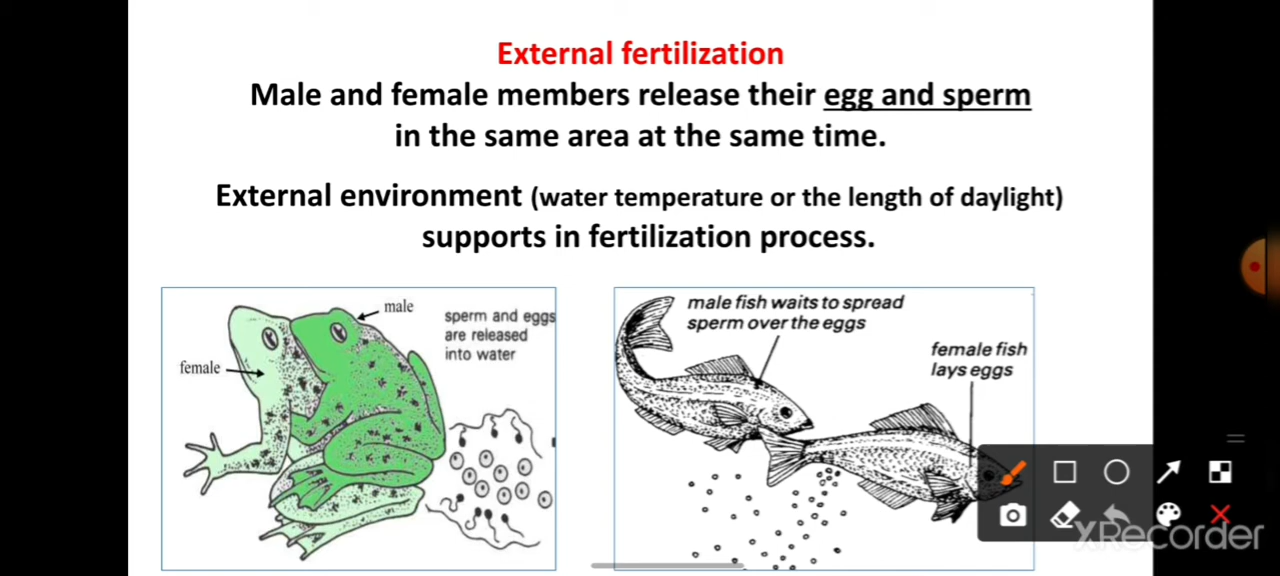 External fertilization
Male and female members release their egg and sperm
in the same area at the same time.
External environment (water temperature or the length of daylight)
supports in fertilization process.
male
female
sperm and eggs
are released
into water
male fish waits to spread
sperm over the eggs
female fish
lays eggs
XRecorder